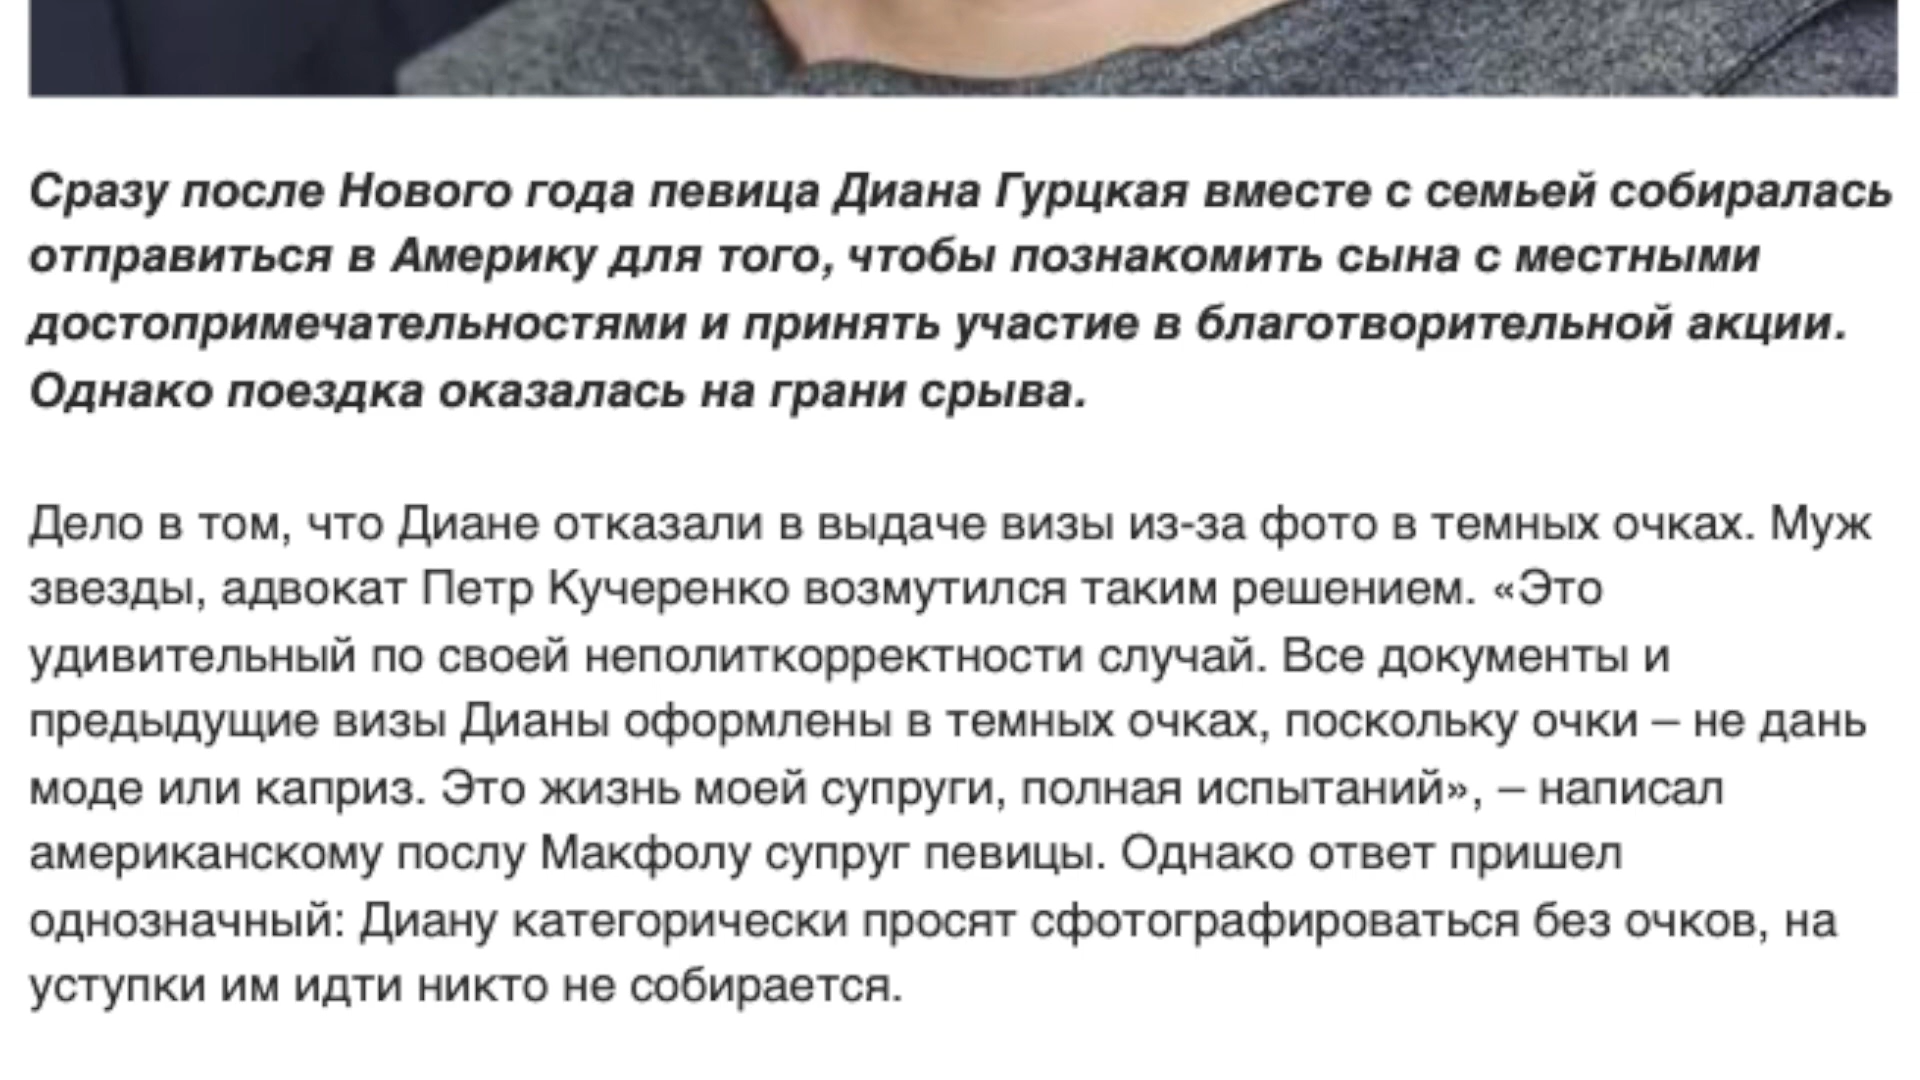 Сразу после Нового года певица Диана Гурцкая вместе с семьей собиралась
отправиться в Америку для того, чтобы познакомить сына с местными
достопримечательностями и принять участие в благотворительной акции.
Однако поездка оказалась на грани срыва.
Дело в том, что Диане отказали в выдаче визы из-за фото в темных очках. Муж
звезды, адвокат Петр Кучеренко возмутился таким решением. «Это
удивительный по своей неполиткорректности случай. Все документы и
предыдущие визы Дианы оформлены в темных очках, поскольку очки – не дань
моде или каприз. Это жизнь моей супруги, полная испытаний», – написал
американскому послу Макфолу супруг певицы. Однако ответ пришел
однозначный: Диану категорически просят сфотографироваться без очков, на
уступки им идти никто не собирается.